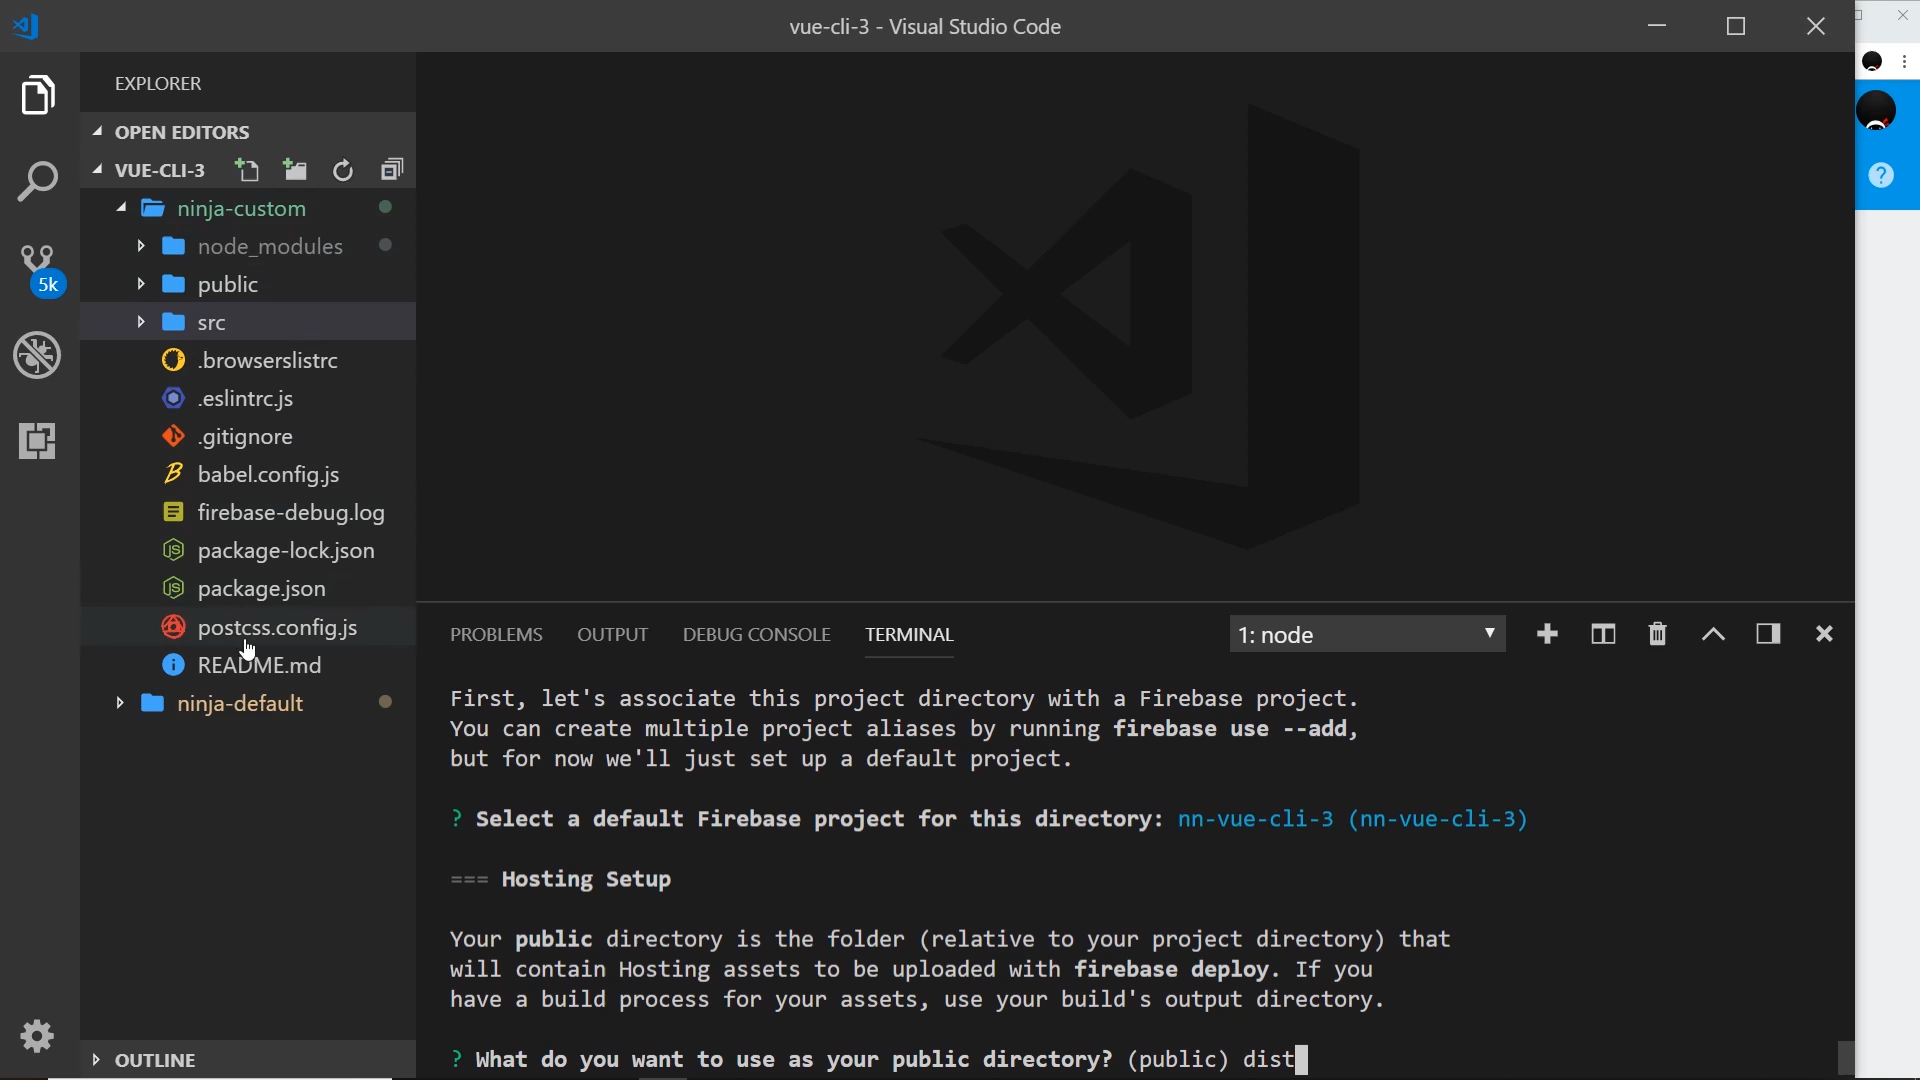 vue-cli-3 - Visual Studio Code
EXPLORER
OPEN EDITORS
VUE-CLI-3
ninja-custom
node_modules
public
src
.browserslistrc
.eslintrc.js
.gitignore
babel.config.js
firebase-debug.log
package-lock.json
package.json
postcss.config.js
README.md
ninja-default
OUTLINE
5k
PROBLEMS OUTPUT DEBUG CONSOLE TERMINAL 1: node
First, let's associate this project directory with a Firebase project.
You can create multiple project aliases by running firebase use --add,
but for now we'll just set up a default project.
? Select a default Firebase project for this directory: nn-vue-cli-3 (nn-vue-cli-3)
=== Hosting Setup
Your public directory is the folder (relative to your project directory) that
will contain Hosting assets to be uploaded with firebase deploy. If you
have a build process for your assets, use your build's output directory.
? What do you want to use as your public directory? (public) dist